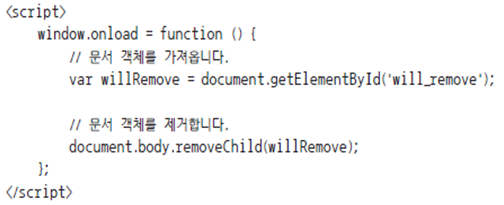 <script>
window.onload = function () {
// 문서 객체를 가져옵니다.
var willRemove = document.getElementById('will_remove');
// 문서 객체를 제거합니다.
document.body.removeChild(willRemove);
};
</script>